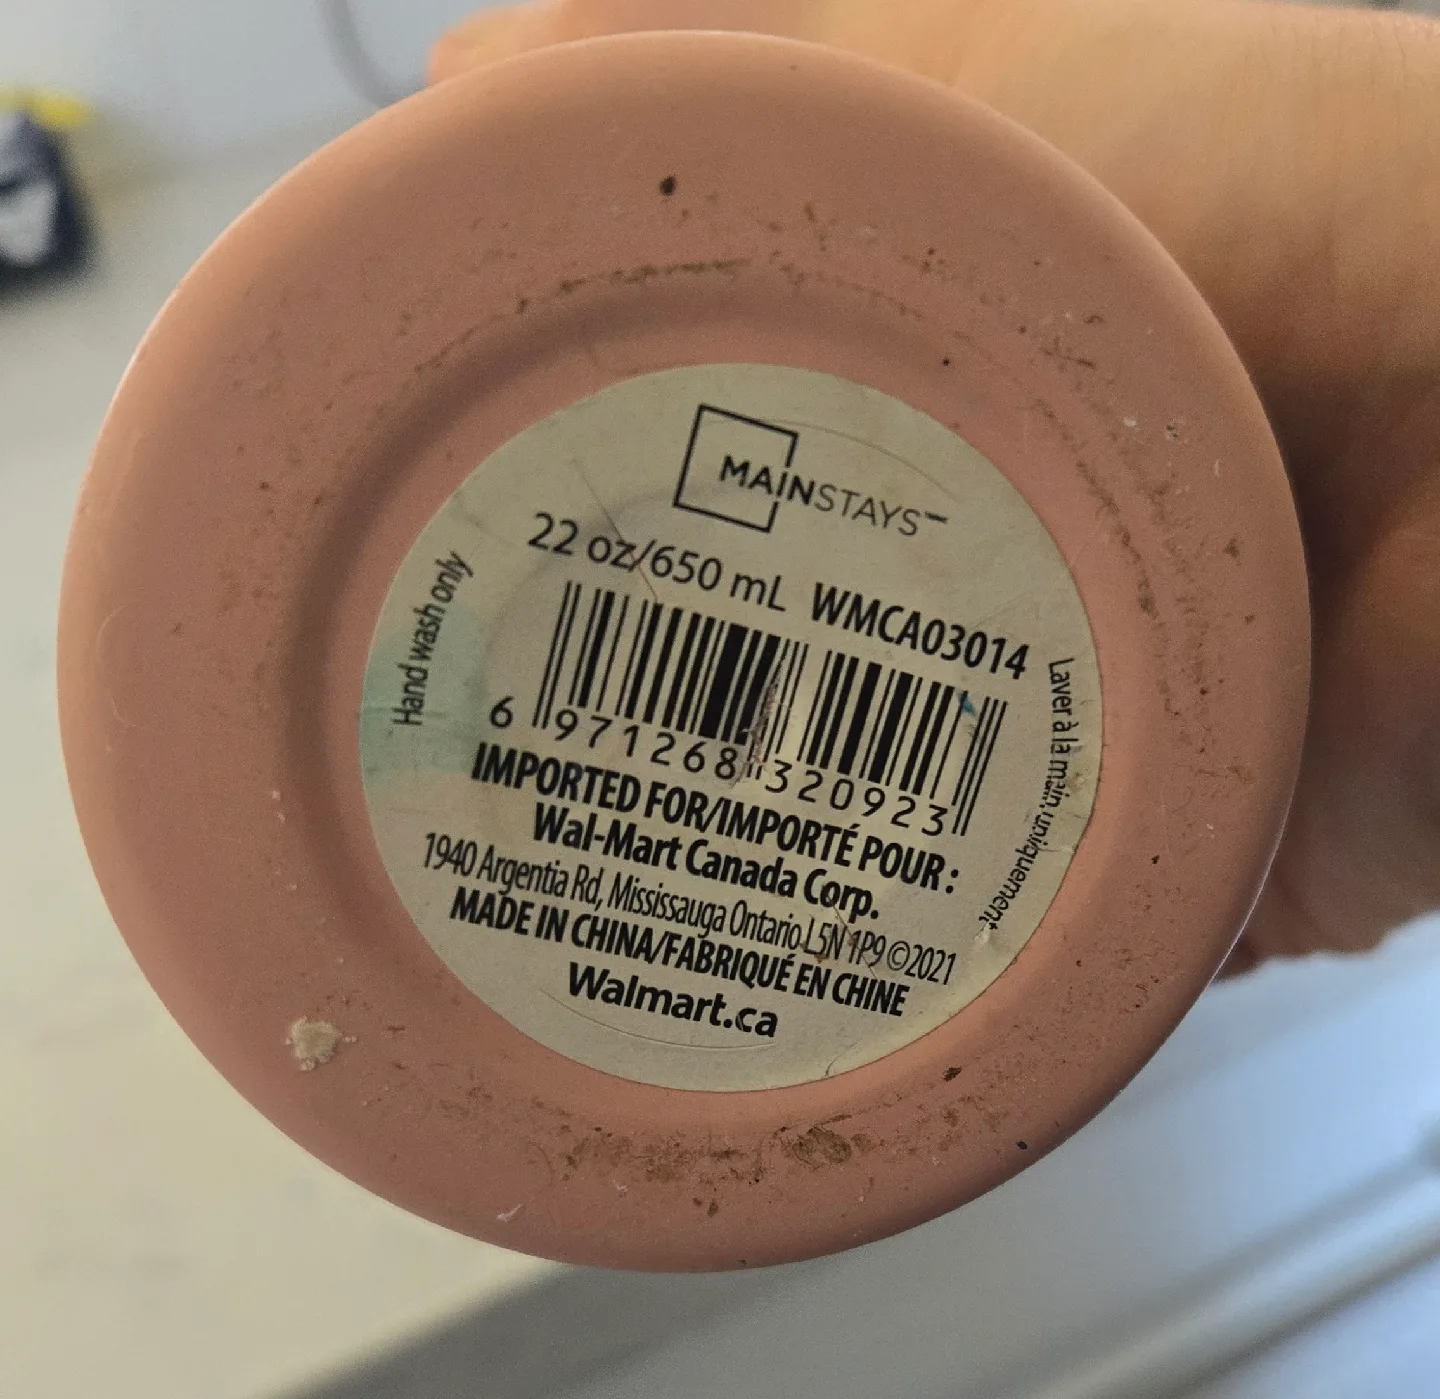 MAINSTAYS™
22 oz/650 mL WMCA03014
Hand wash only
6 971268 320923
Laver à la main uniquement
IMPORTED FOR/IMPORTÉ POUR :
Wal-Mart Canada Corp.
1940 Argentia Rd, Mississauga Ontario L5N 1P9 ©2021
MADE IN CHINA/FABRIQUÉ EN CHINE
Walmart.ca